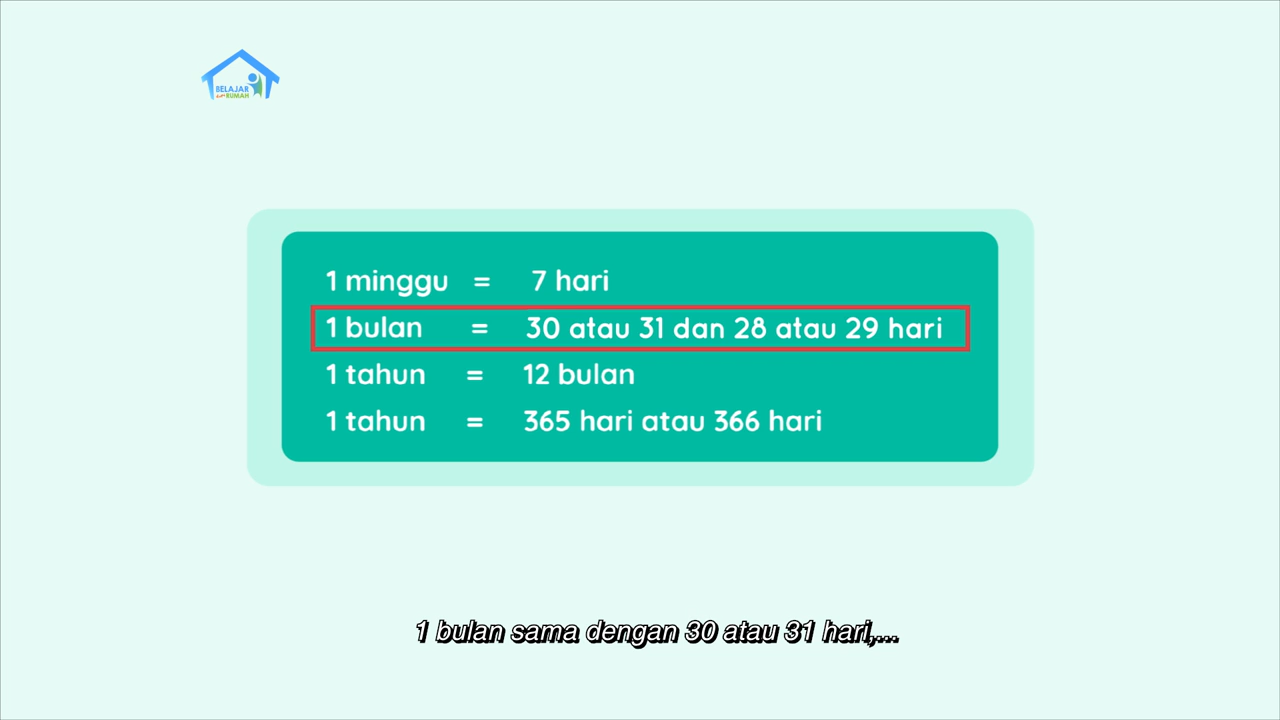 BELAJAR
dari RUMAH
1 minggu = 7 hari
1 bulan = 30 atau 31 dan 28 atau 29 hari
1 tahun = 12 bulan
1 tahun = 365 hari atau 366 hari
1 bulan sama dengan 30 atau 31 hari,...